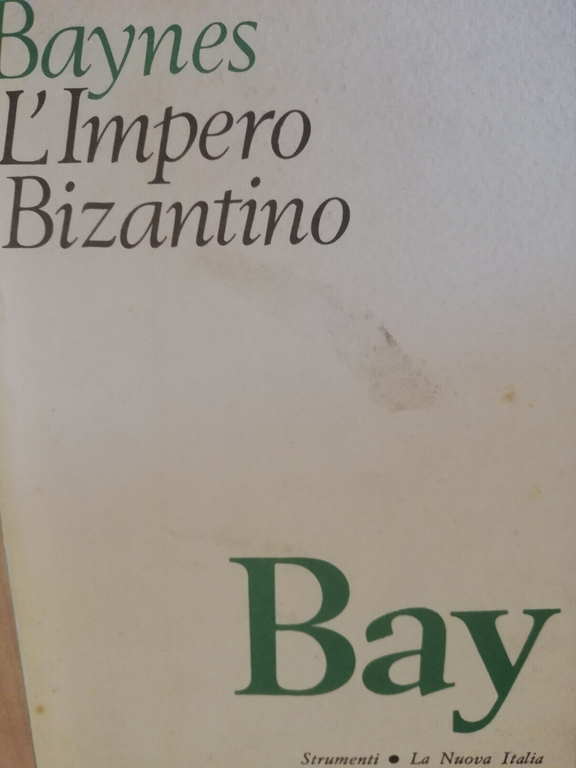 Baynes
L'Impero
Bizantino
Bay
Strumenti • La Nuova Italia